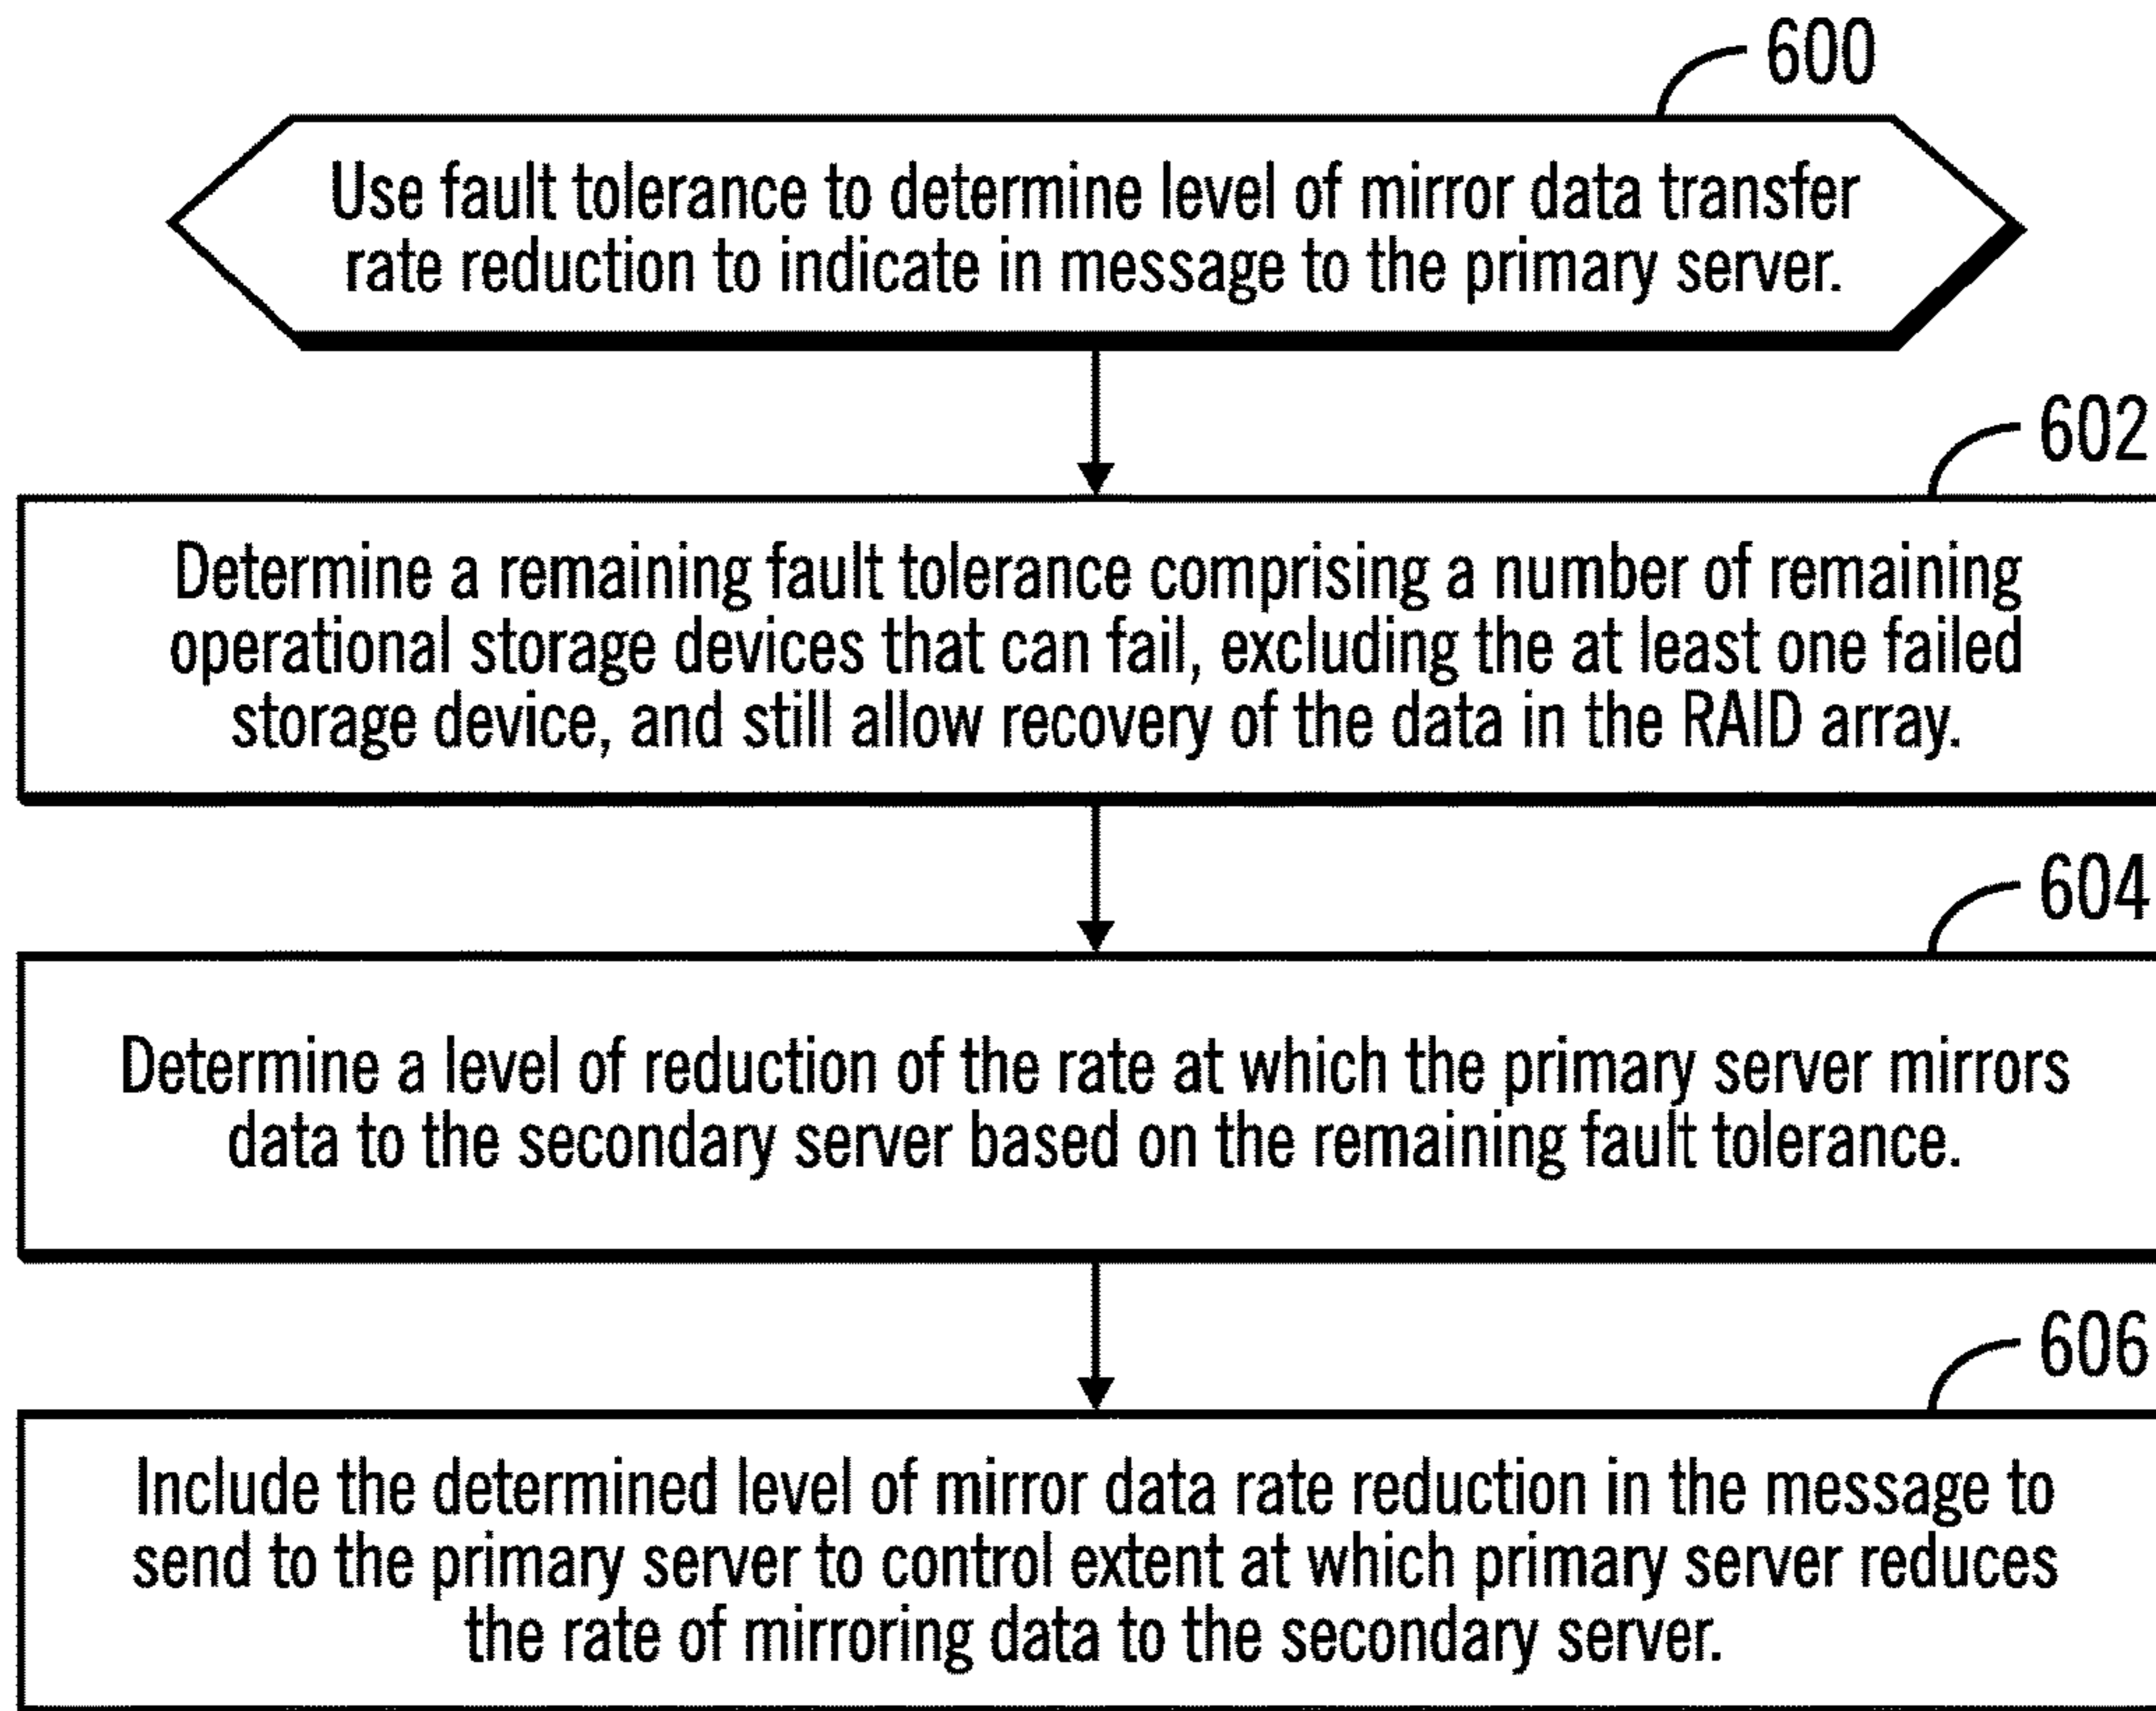 600
Use fault tolerance to determine level of mirror data transfer
rate reduction to indicate in message to the primary server.
602
Determine a remaining fault tolerance comprising a number of remaining
operational storage devices that can fail, excluding the at least one failed
storage device, and still allow recovery of the data in the RAID array.
604
Determine a level of reduction of the rate at which the primary server mirrors
data to the secondary server based on the remaining fault tolerance.
606
Include the determined level of mirror data rate reduction in the message to
send to the primary server to control extent at which primary server reduces
the rate of mirroring data to the secondary server.